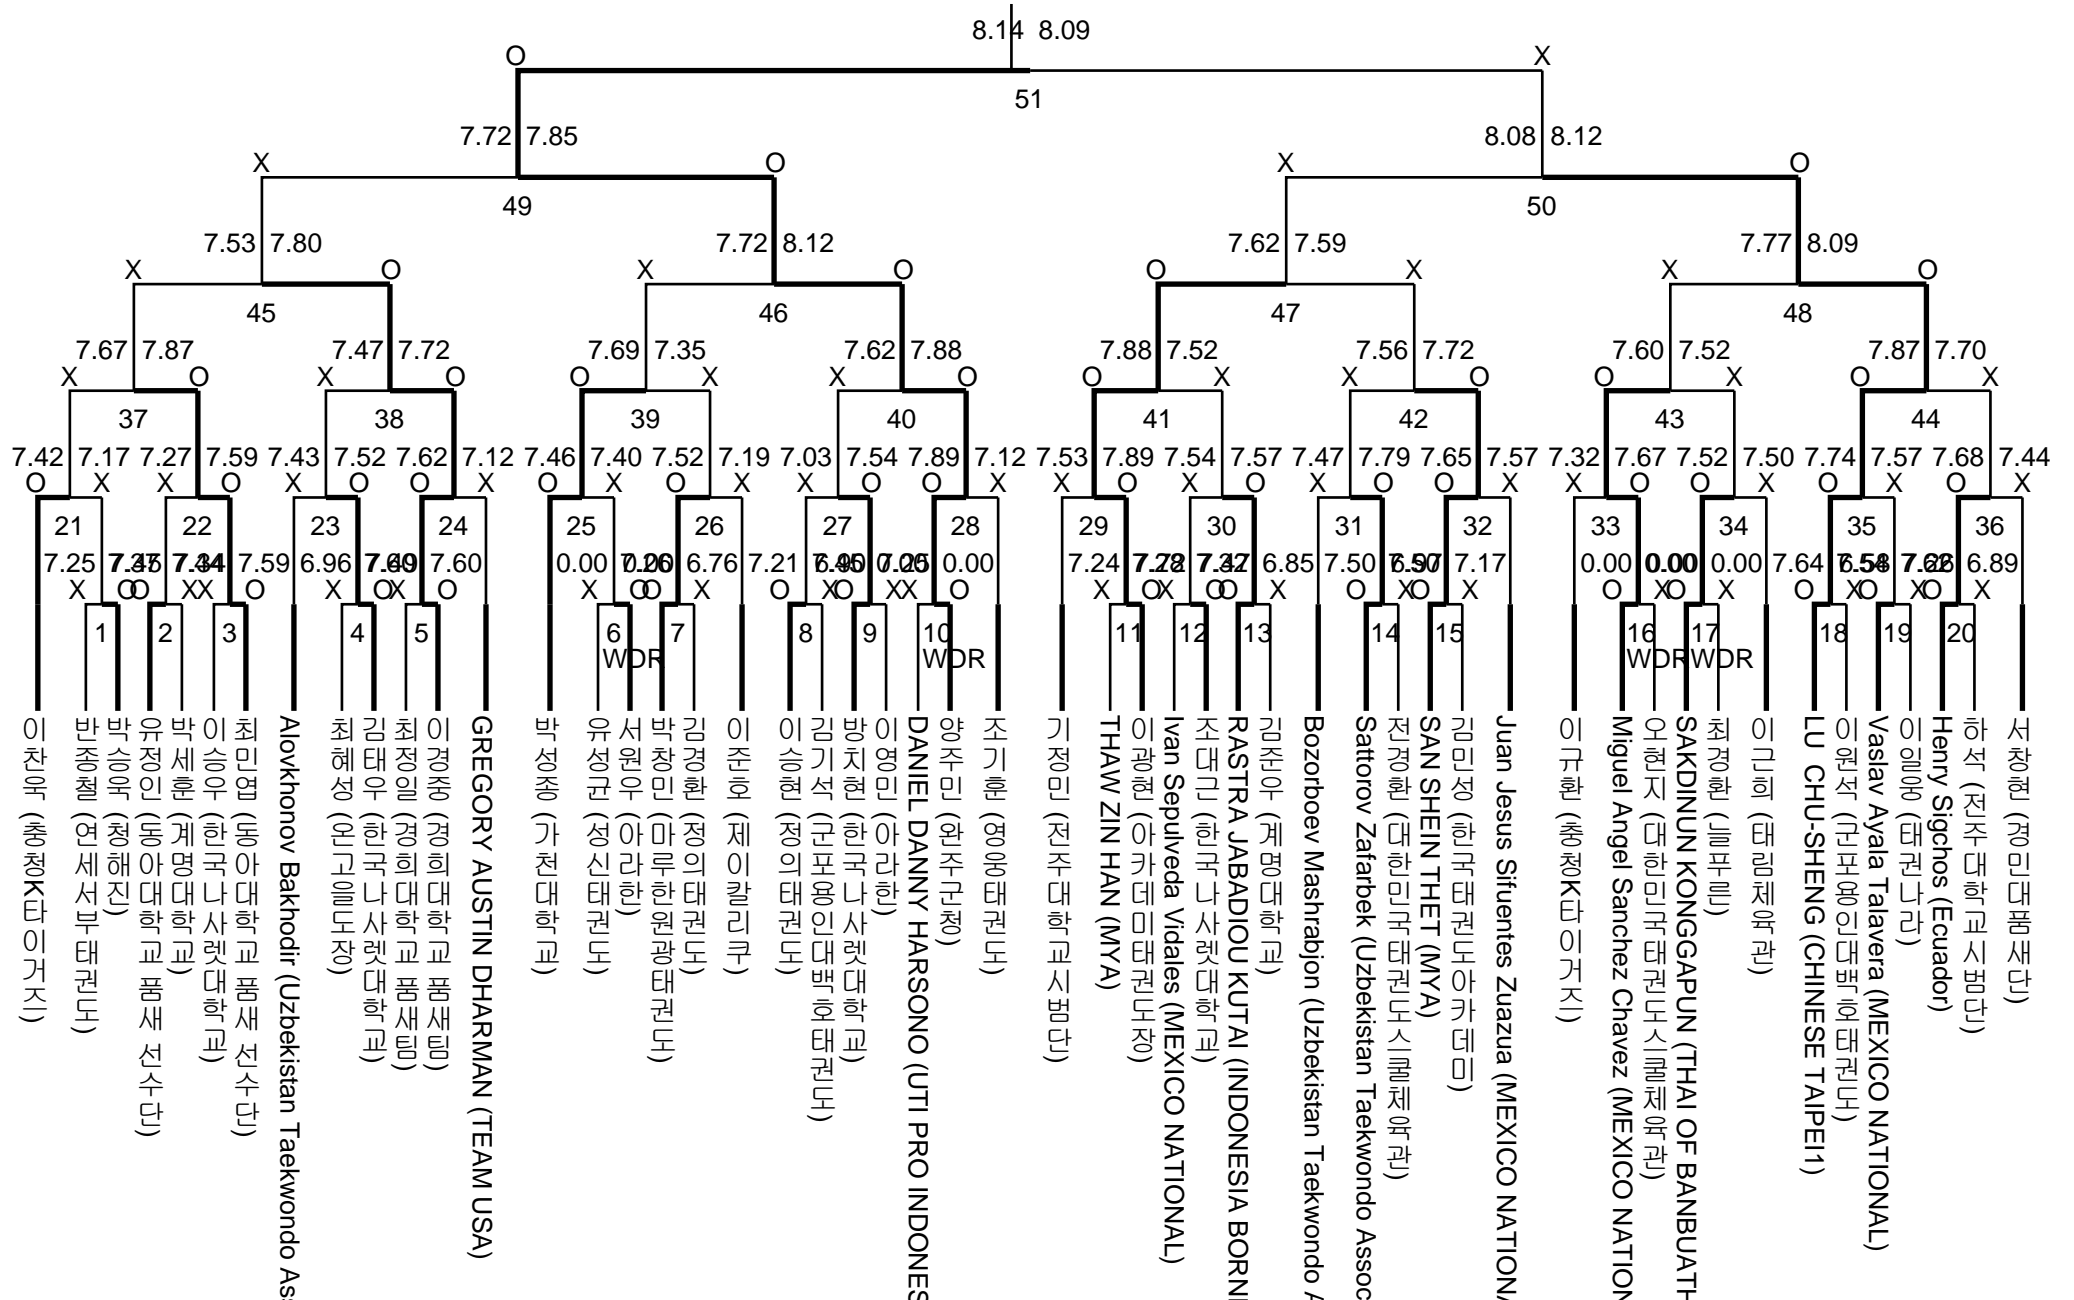 8.14 8.09
O X
51
7.72 7.85 8.08 8.12
X O X O
49 50
7.53 7.80 7.72 8.12 7.62 7.59 7.77 8.09
X O X O O X X O
45 46 47 48
7.67 7.87 7.47 7.72 7.69 7.35 7.62 7.88 7.88 7.52 7.56 7.72 7.60 7.52 7.87 7.70
X O X O O X X O O X X O O X O X
37 38 39 40 41 42 43 44
7.42 7.17 7.27 7.59 7.43 7.52 7.62 7.12 7.46 7.40 7.52 7.19 7.03 7.54 7.89 7.12 7.53 7.89 7.54 7.57 7.47 7.79 7.65 7.57 7.32 7.67 7.52 7.50 7.74 7.57 7.68 7.44
O X X O X O O X O X O X X O O X X O X O X O O X X O O X O X O X
21 22 23 24 25 26 27 28 29 30 31 32 33 34 35 36
7.25 7.59 6.96 7.60 0.00 6.76 7.21 0.00 7.24 6.85 7.50 7.17 0.00 0.00 0.00 7.64 6.89
X O O X X O X O X O X O O X O X O X X O X O O X O X O X O X O X O X O X O X O X
1 2 3 4 5 6 7 8 9 10 11 12 13 14 15 16 17 18 19 20
WDR WDR WDR WDR
이찬욱 (충청K타이거즈)
반종철 (연세서부태권도)
박승욱 (청해진)
유정인 (동아대학교 품새 선수단)
박세훈 (계명대학교)
이승우 (한국나사렛대학교)
최민엽 (동아대학교 품새 선수단)
Alovkhonov Bakhodir (Uzbekistan Taekwondo
최혜성 (온고을도장)
김태우 (한국나사렛대학교)
최정일 (경희대학교 품새팀)
이경중 (경희대학교 품새팀)
GREGORY AUSTIN DHARMAN (TEAM USA)
박성종 (가천대학교)
유성균 (성신태권도)
서원우 (아라한)
박창민 (마루한원광태권도)
김경환 (정의태권도)
이준호 (제이칼리쿠)
이승현 (정의태권도)
김기석 (군포용인대백호태권도)
방치현 (한국나사렛대학교)
이영민 (아라한)
DANIEL DANNY HARSONO (UTI PRO INDONES
양주민 (완주군청)
조기훈 (영웅태권도)
기정민 (전주대학교시범단)
THAW ZIN HAN (MYA)
이광현 (아카데미태권도장)
Ivan Sepulveda Vidales (MEXICO NATIONAL)
조대근 (한국나사렛대학교)
RASTRA JABADIOU KUTAI (INDONESIA BORN
김준우 (계명대학교)
Bozorboev Mashrabjon (Uzbekistan Taekwondo
Sattorov Zafarbek (Uzbekistan Taekwondo Assoc
전경환 (대한민국태권도스쿨체육관)
SAN SHEIN THET (MYA)
김민성 (한국태권도아카데미)
Juan Jesus Sifuentes Zuazua (MEXICO NATION
이규환 (충청K타이거즈)
Miguel Angel Sanchez Chavez (MEXICO NATION
오현지 (대한민국태권도스쿨체육관)
SAKDINUN KONGGAPUN (THAI OF BANBUATH
최경환 (늘푸른)
이근희 (태림체육관)
LU CHU-SHENG (CHINESE TAIPEI1)
이원석 (군포용인대백호태권도)
Vaslav Ayala Talavera (MEXICO NATIONAL)
이일웅 (태권나라)
Henry Sigchos (Ecuador)
하석 (전주대학교시범단)
서창현 (경민대품새단)